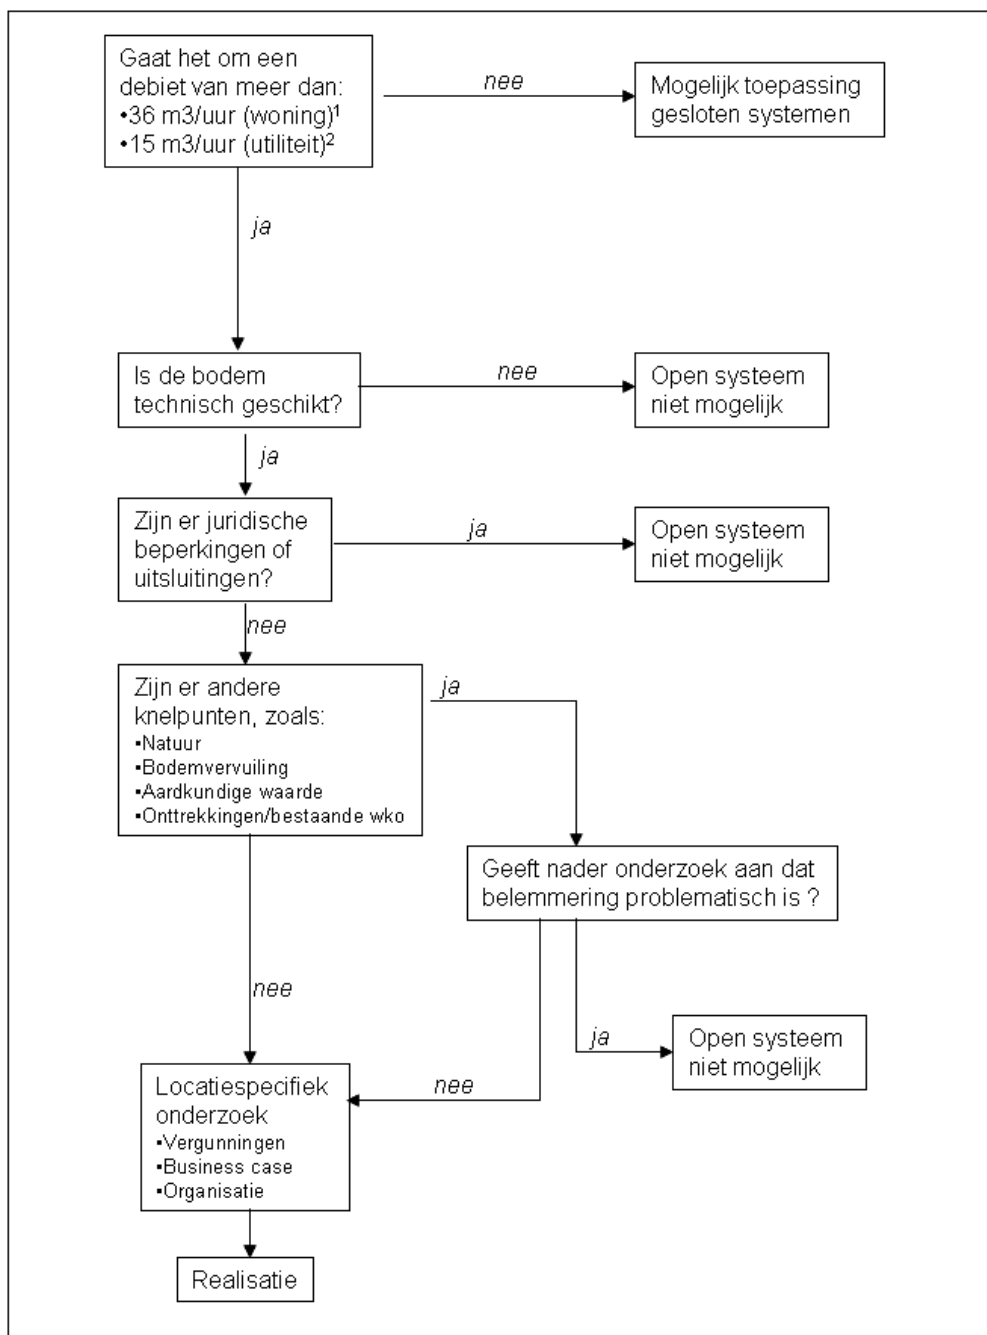 Gaat het om een
debiet van meer dan:
•36 m3/uur (woning)¹
•15 m3/uur (utiliteit)²
nee
Mogelijk toepassing
gesloten systemen
ja
Is de bodem
technisch geschikt?
nee
Open systeem
niet mogelijk
ja
Zijn er juridische
beperkingen of
uitsluitingen?
ja
Open systeem
niet mogelijk
nee
Zijn er andere
knelpunten, zoals:
▪Natuur
▪Bodemvervuiling
▪Aardkundige waarde
▪Onttrekkingen/bestaande wko
ja
Geeft nader onderzoek aan dat
belemmering problematisch is ?
nee
ja
Open systeem
niet mogelijk
nee
Locatiespecifiek
onderzoek
▪Vergunningen
▪Business case
▪Organisatie
Realisatie